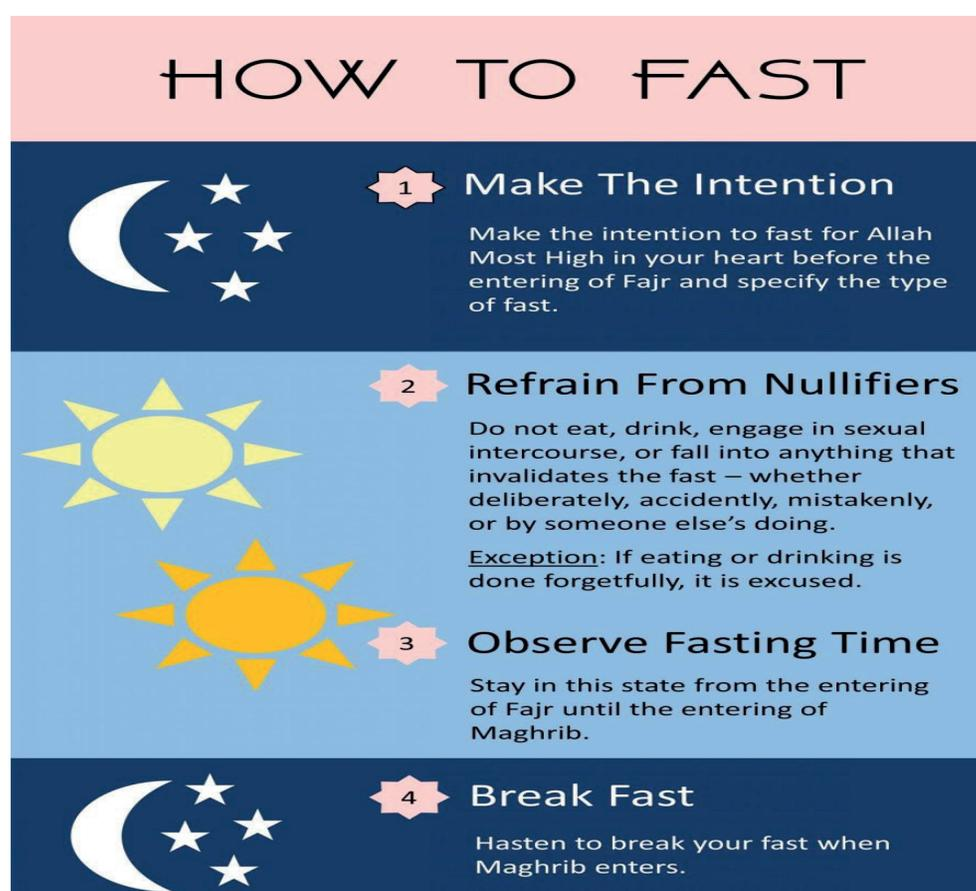 HOW TO FAST
1 Make The Intention
Make the intention to fast for Allah
Most High in your heart before the
entering of Fajr and specify the type
of fast.
2 Refrain From Nullifiers
Do not eat, drink, engage in sexual
intercourse, or fall into anything that
invalidates the fast – whether
deliberately, accidently, mistakenly,
or by someone else’s doing.
Exception: If eating or drinking is
done forgetfully, it is excused.
3 Observe Fasting Time
Stay in this state from the entering
of Fajr until the entering of
Maghrib.
4 Break Fast
Hasten to break your fast when
Maghrib enters.